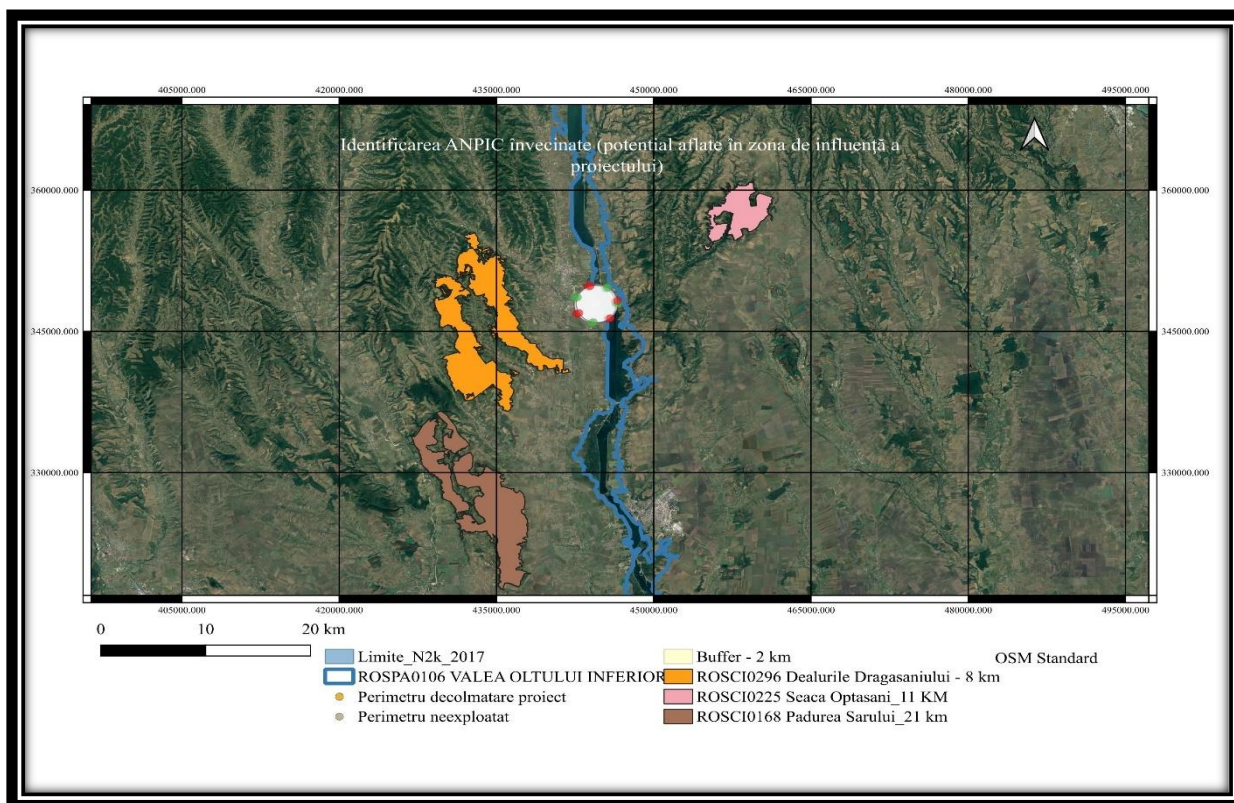 405000.000 420000.000 435000.000 450000.000 465000.000 480000.000 495000.000
Identificarea ANPIC învecinate (potential aflate în zona de influență a
proiectului)
360000.000 360000.000
345000.000 345000.000
330000.000 330000.000
405000.000 420000.000 435000.000 450000.000 465000.000 480000.000 495000.000
0 10 20 km
Limite_N2k_2017
ROSPA0106 VALEA OLTULUI INFERIOR
Perimetru decolmatare proiect
Perimetru neexploatat
Buffer - 2 km
ROSCI0296 Dealurile Dragasaniului - 8 km
ROSCI0225 Seaca Optasani_11 KM
ROSCI0168 Padurea Sarului_21 km
OSM Standard